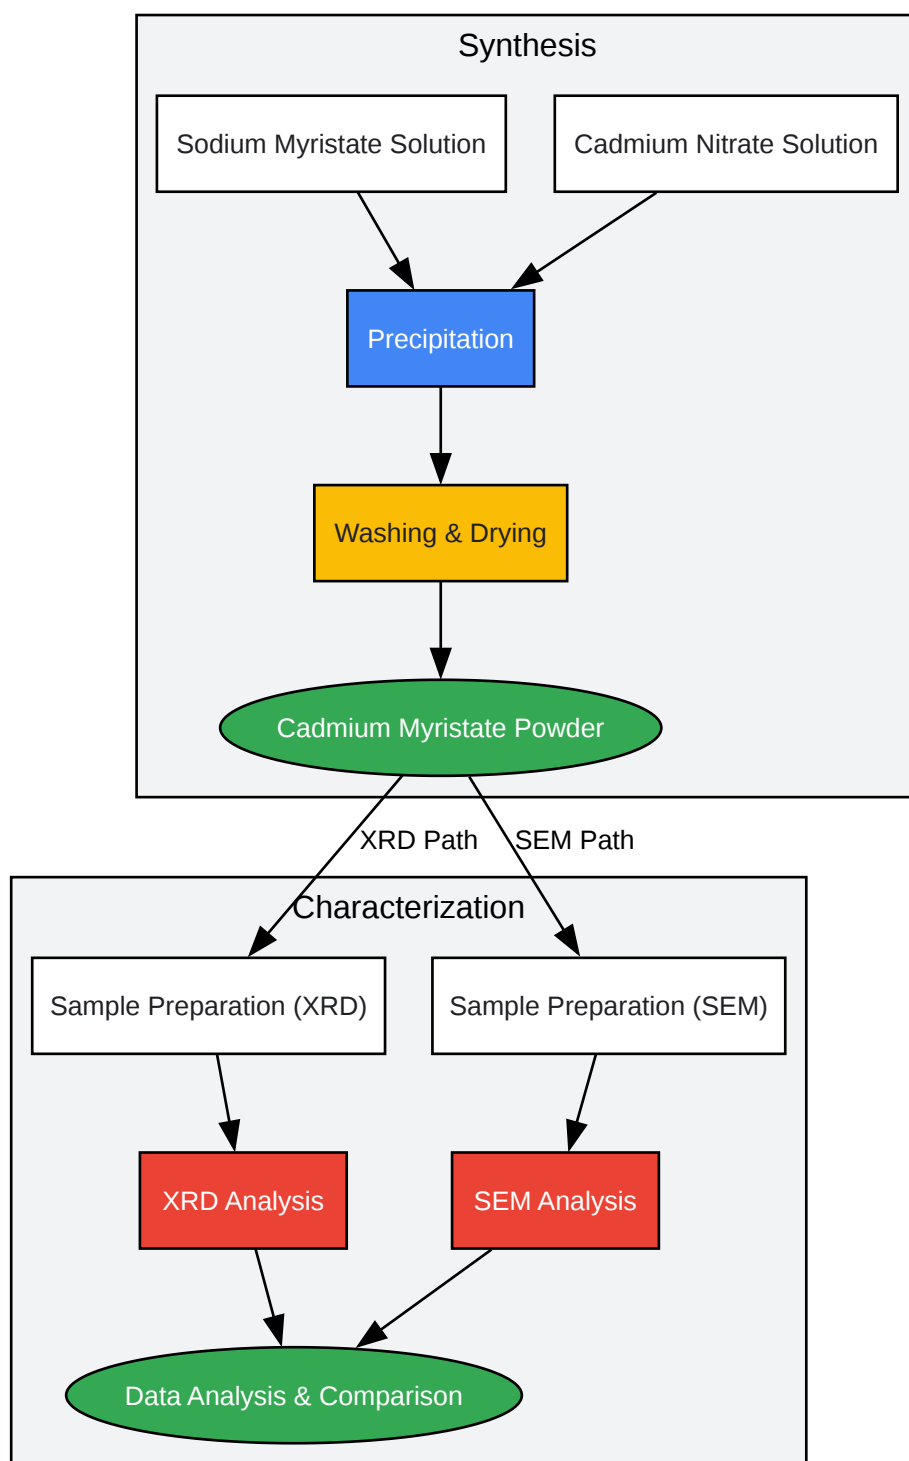 Synthesis
Sodium Myristate Solution
Cadmium Nitrate Solution
Precipitation
Washing & Drying
Cadmium Myristate Powder
XRD Path
SEM Path
Characterization
Sample Preparation (XRD)
Sample Preparation (SEM)
XRD Analysis
SEM Analysis
Data Analysis & Comparison